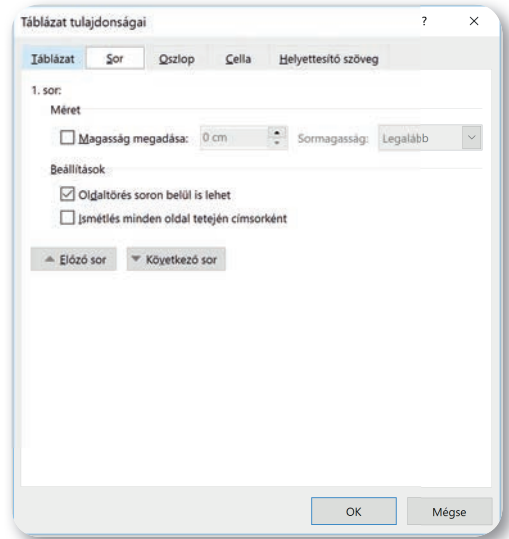 Táblázat tulajdonságai ? ×
Táblázat Sor Oszlop Cella Helyettesítő szöveg
1. sor:
Méret
Magasság megadása: 0 cm Sormagasság: Legalább
Beállítások
Oldaltörés soron belül is lehet
Ismétlés minden oldal tetején címsorként
Előző sor Következő sor
OK Mégse